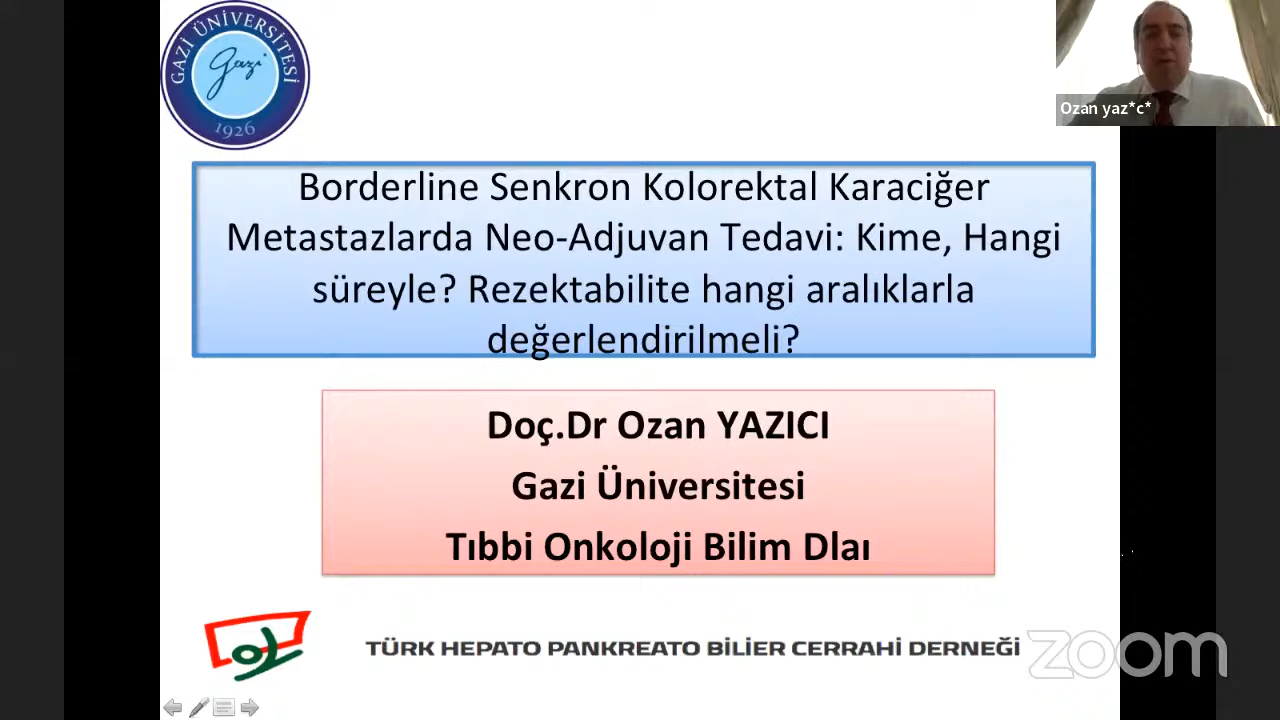 GAZİ ÜNİVERSİTESİ
gazi
1926
Ozan yaz*c*
Borderline Senkron Kolorektal Karaciğer
Metastazlarda Neo-Adjuvan Tedavi: Kime, Hangi
süreyle? Rezektabilite hangi aralıklarla
değerlendirilmeli?
Doç.Dr Ozan YAZICI
Gazi Üniversitesi
Tıbbi Onkoloji Bilim Dlaı
TÜRK HEPATO PANKREATO BİLİER CERRAHİ DERNEĞİ
zoom